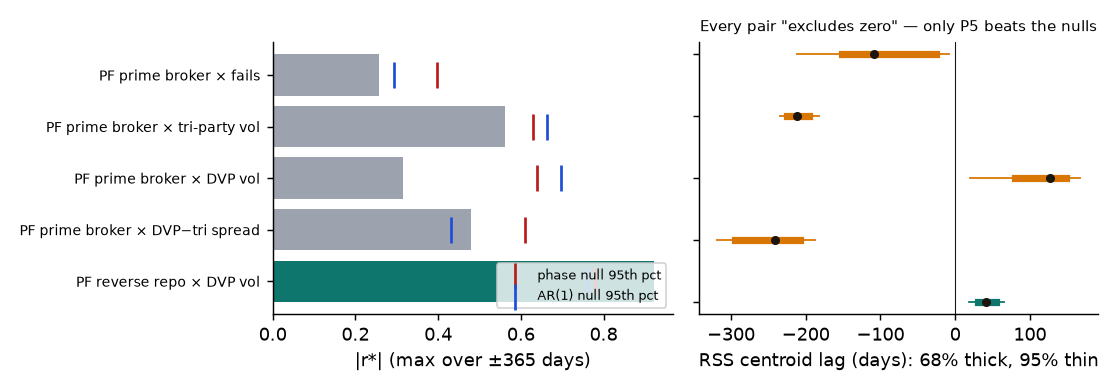 Every pair "excludes zero" — only P5 beats the nulls
PF prime broker × fails
PF prime broker × tri-party vol
PF prime broker × DVP vol
PF prime broker × DVP−tri spread
PF reverse repo × DVP vol
phase null 95th pct
AR(1) null 95th pct
0.0 0.2 0.4 0.6 0.8
|r*| (max over ±365 days)
−300 −200 −100 0 100
RSS centroid lag (days): 68% thick, 95% thin